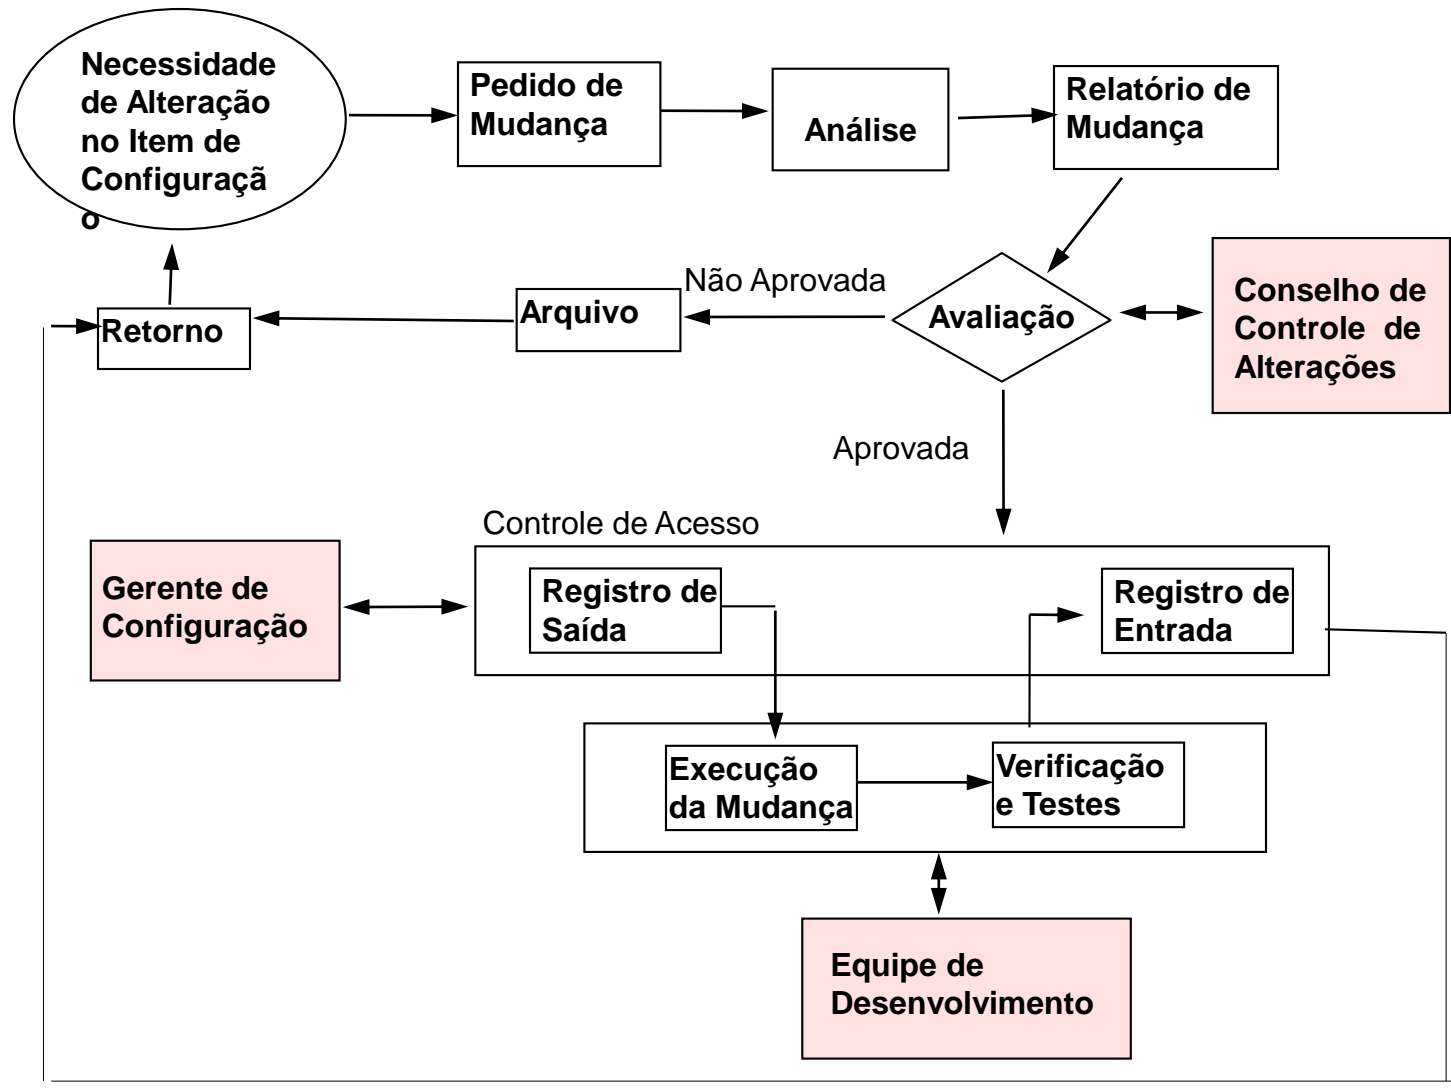 Necessidade
de Alteração
no Item de
Configuraçã
o
Pedido de
Mudança
Análise
Relatório de
Mudança
Não Aprovada
Conselho de
Controle de
Alterações
Avaliação
Arquivo
Retorno
Aprovada
Controle de Acesso
Gerente de
Configuração
Registro de
Saída
Registro de
Entrada
Execução
da Mudança
Verificação
e Testes
Equipe de
Desenvolvimento